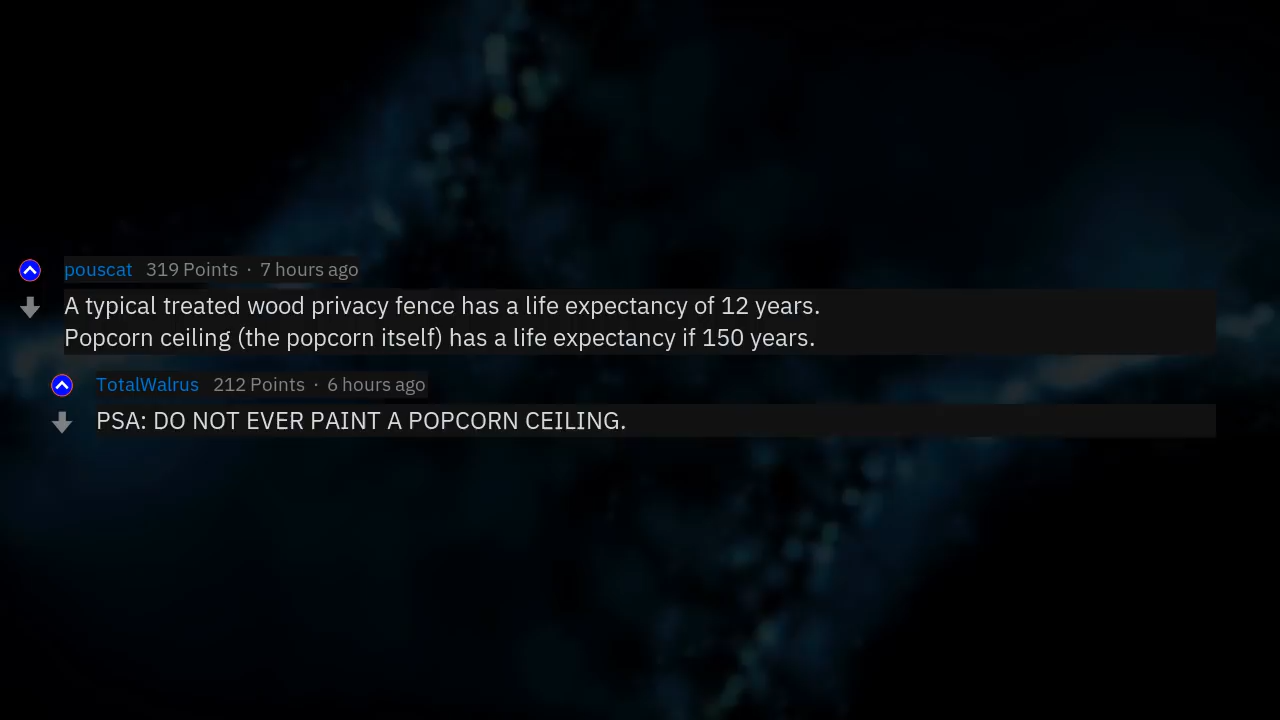 pouscat 319 Points · 7 hours ago
A typical treated wood privacy fence has a life expectancy of 12 years.
Popcorn ceiling (the popcorn itself) has a life expectancy if 150 years.
TotalWalrus 212 Points · 6 hours ago
PSA: DO NOT EVER PAINT A POPCORN CEILING.